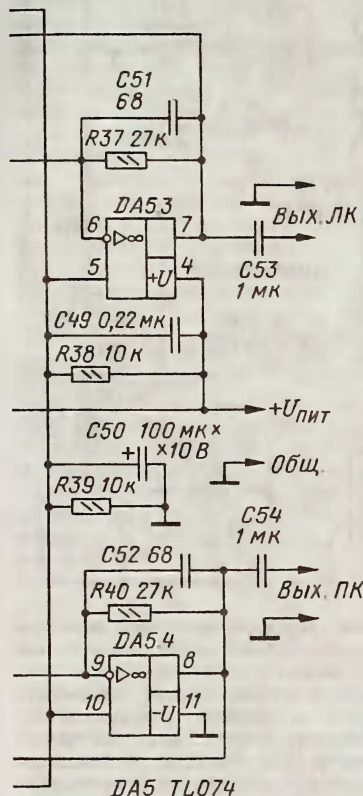 C51
68
R37 27к
DA5.3
6
▷∞
7
Вых. ЛК
5
+U
4
C53
1 мк
C49 0,22 мк
R38 10 к
+Uпит
C50 100 мк ×
×10 В
Общ.
R39 10 к
C54
1 мк
C52 68
R40 27к
Вых. ПК
DA5.4
9
▷∞
8
10
-U
11
DA5 TL074